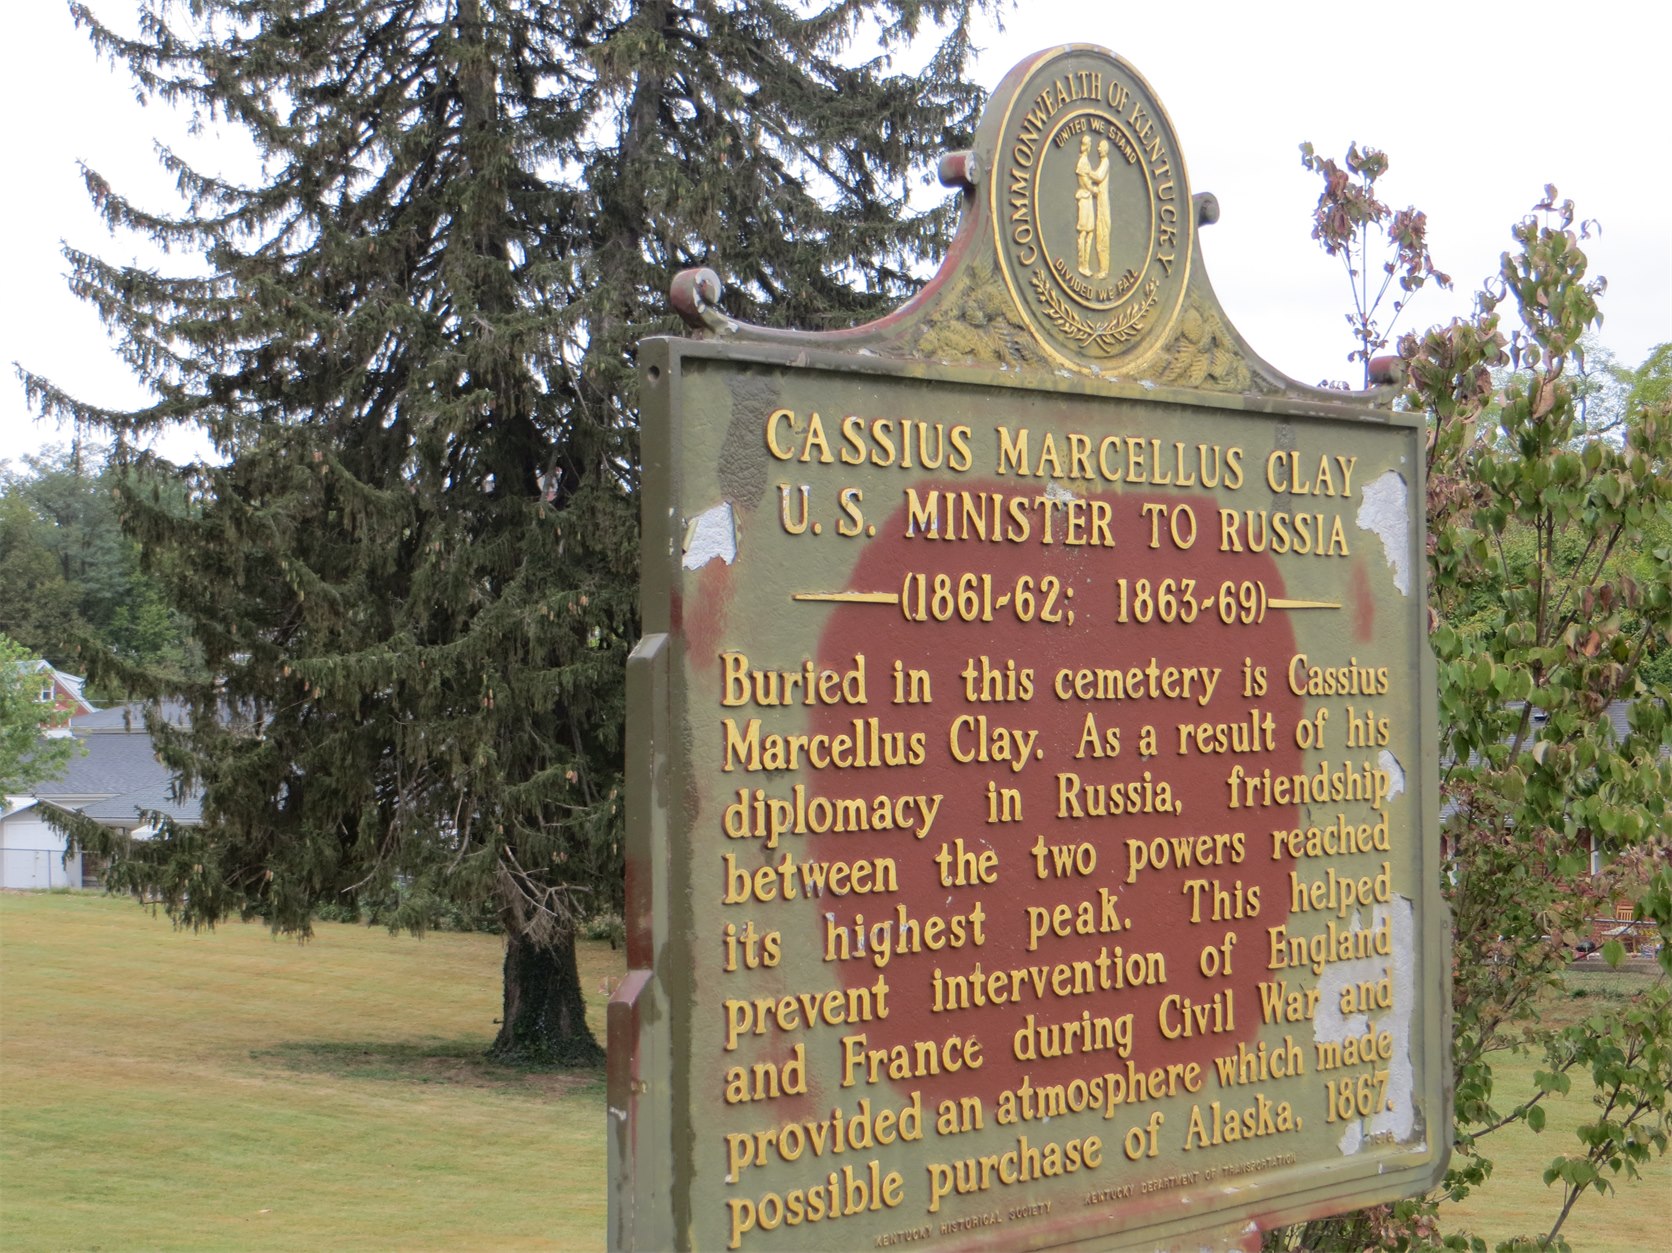 COMMONWEALTH OF KENTUCKY
UNITED WE STAND
DIVIDED WE FALL
CASSIUS MARCELLUS CLAY
U. S. MINISTER TO RUSSIA
(1861-62; 1863-69)
Buried in this cemetery is Cassius
Marcellus Clay. As a result of his
diplomacy in Russia, friendship
between the two powers reached
its highest peak. This helped
prevent intervention of England
and France during Civil War and
provided an atmosphere which made
possible purchase of Alaska, 1867.
KENTUCKY HISTORICAL SOCIETY KENTUCKY DEPARTMENT OF TRANSPORTATION